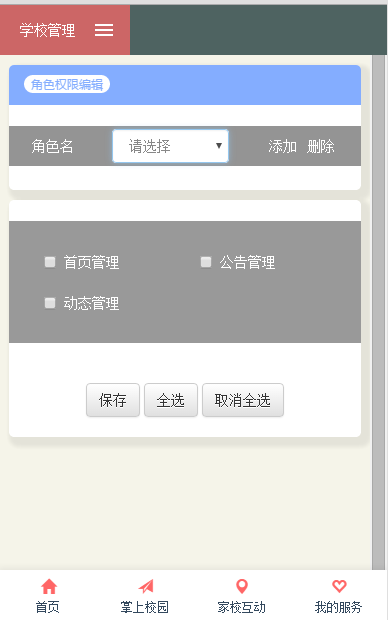 学校管理
角色权限编辑
角色名 请选择 添加 删除
首页管理 公告管理
动态管理
保存 全选 取消全选
首页 掌上校园 家校互动 我的服务